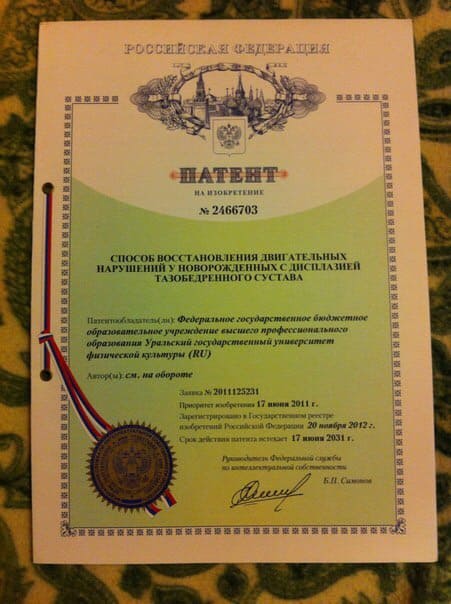 РОССИЙСКАЯ ФЕДЕРАЦИЯ
ПАТЕНТ
НА ИЗОБРЕТЕНИЕ
№ 2466703
СПОСОБ ВОССТАНОВЛЕНИЯ ДВИГАТЕЛЬНЫХ
НАРУШЕНИЙ У НОВОРОЖДЕННЫХ С ДИСПЛАЗИЕЙ
ТАЗОБЕДРЕННОГО СУСТАВА
Патентообладатель(ли): Федеральное государственное бюджетное
образовательное учреждение высшего профессионального
образования Уральский государственный университет
физической культуры (RU)
Автор(ы): см. на обороте
Заявка № 2011125231
Приоритет изобретения 17 июня 2011 г.
Зарегистрировано в Государственном реестре
изобретений Российской Федерации 20 ноября 2012 г.
Срок действия патента истекает 17 июня 2031 г.
Руководитель Федеральной службы
по интеллектуальной собственности
Б.П. Симонов